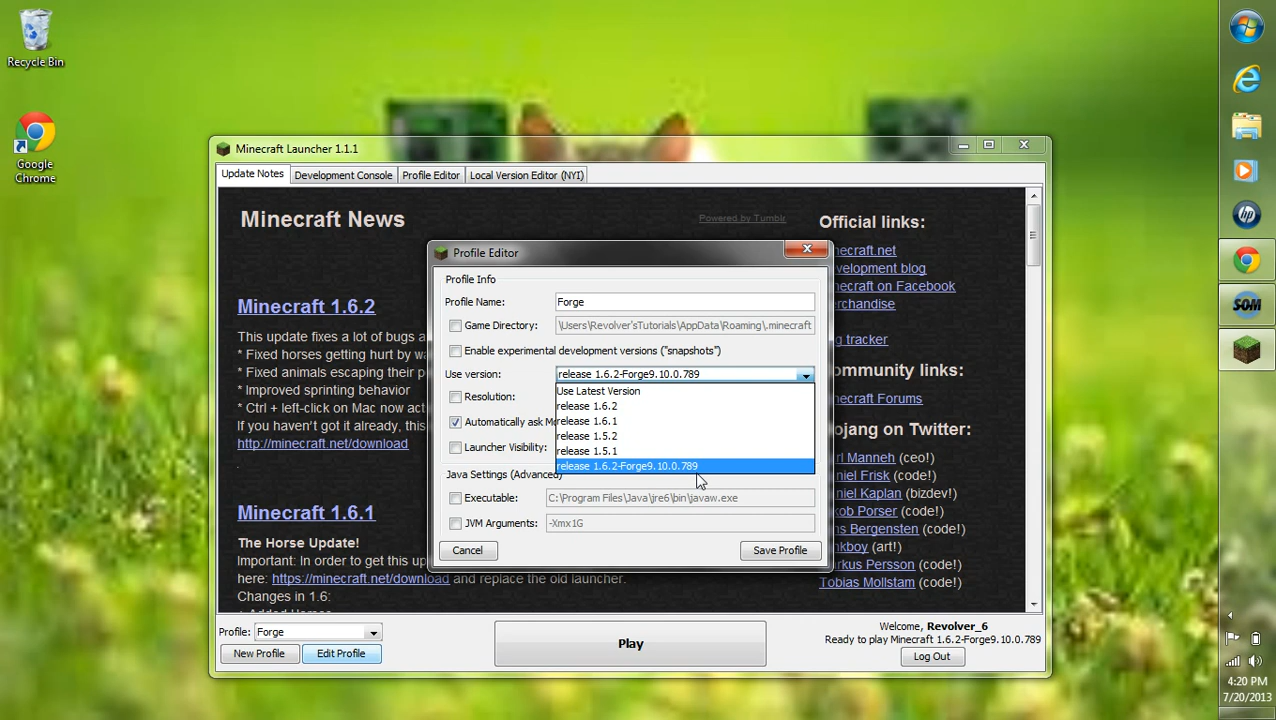 Recycle Bin
Google
Chrome
Minecraft Launcher 1.1.1
Update Notes
Development Console
Profile Editor
Local Version Editor (NYI)
Minecraft News
Powered by Tumblr
Official links:
Minecraft 1.6.2
This update fixes a lot of bugs a
* Fixed horses getting hurt by wa
* Fixed animals escaping their p
* Improved sprinting behavior
* Ctrl + left-click on Mac now act
If you haven't got it already, this
http://minecraft.net/download
Minecraft 1.6.1
The Horse Update!
Important: In order to get this up
here: https://minecraft.net/download and replace the old launcher.
Changes in 1.6:
inecraft.net
velopment blog
inecraft on Facebook
erchandise
g tracker
ommunity links:
inecraft Forums
ojang on Twitter:
rl Manneh (ceo!)
niel Frisk (code!)
niel Kaplan (bizdev!)
kob Porser (code!)
ns Bergensten (code!)
nkboy (art!)
arkus Persson (code!)
Tobias Mollstam (code!)
Profile Editor
Profile Info
Profile Name:
Forge
Game Directory:
\Users\Revolver'sTutorials\AppData\Roaming\.minecraft
Enable experimental development versions ("snapshots")
Use version:
release 1.6.2-Forge9.10.0.789
Use Latest Version
release 1.6.2
release 1.6.1
release 1.5.2
release 1.5.1
release 1.6.2-Forge9.10.0.789
Resolution:
Automatically ask Mo
Launcher Visibility:
Java Settings (Advanced)
Executable:
C:\Program Files\Java\jre6\bin\javaw.exe
JVM Arguments:
-Xmx1G
Cancel
Save Profile
Profile:
Forge
New Profile
Edit Profile
Play
Welcome, Revolver_6
Ready to play Minecraft 1.6.2-Forge9.10.0.789
Log Out
hp
SOM
4:20 PM
7/20/2013